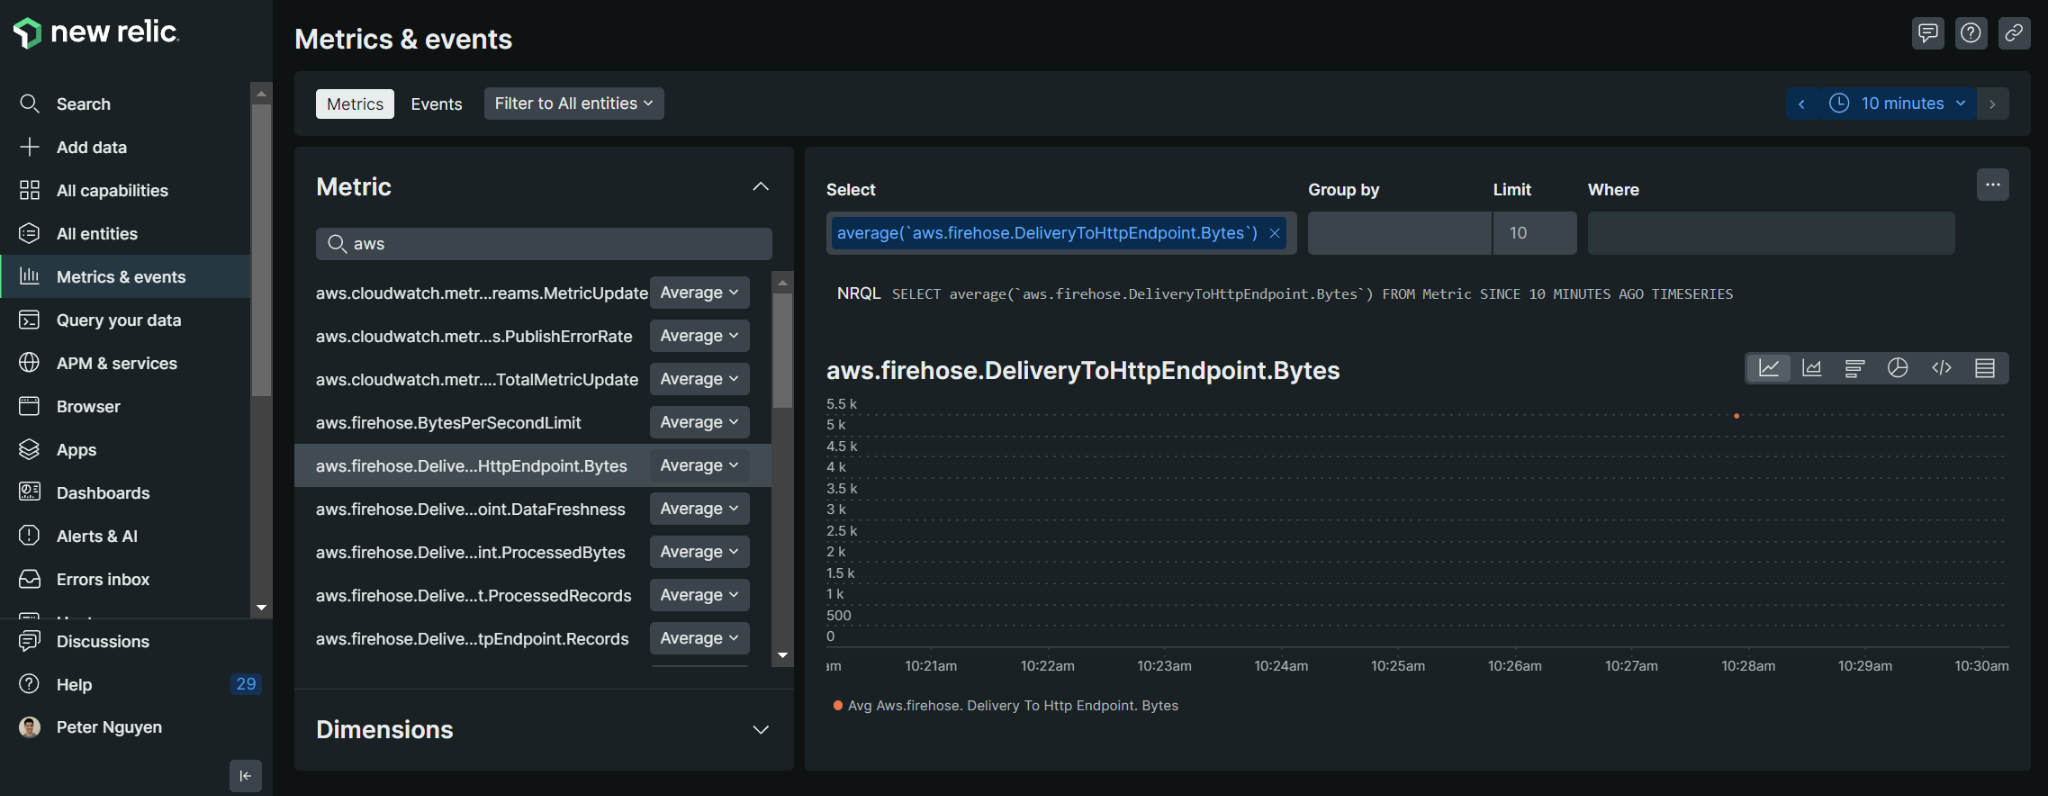 new relic.
Search
Add data
All capabilities
All entities
Metrics & events
Query your data
APM & services
Browser
Apps
Dashboards
Alerts & AI
Errors inbox
Discussions
Help 29
Peter Nguyen
Metrics & events
Metrics Events Filter to All entities
10 minutes
Metric
aws
aws.cloudwatch.metr...reams.MetricUpdate Average
aws.cloudwatch.metr...s.PublishErrorRate Average
aws.cloudwatch.metr....TotalMetricUpdate Average
aws.firehose.BytesPerSecondLimit Average
aws.firehose.Delive...HttpEndpoint.Bytes Average
aws.firehose.Delive...oint.DataFreshness Average
aws.firehose.Delive...int.ProcessedBytes Average
aws.firehose.Delive...t.ProcessedRecords Average
aws.firehose.Delive...tpEndpoint.Records Average
Dimensions
Select Group by Limit Where
average(`aws.firehose.DeliveryToHttpEndpoint.Bytes`) × 10
NRQL SELECT average(`aws.firehose.DeliveryToHttpEndpoint.Bytes`) FROM Metric SINCE 10 MINUTES AGO TIMESERIES
aws.firehose.DeliveryToHttpEndpoint.Bytes
5.5 k
5 k
4.5 k
4 k
3.5 k
3 k
2.5 k
2 k
1.5 k
1 k
500
0
am 10:21am 10:22am 10:23am 10:24am 10:25am 10:26am 10:27am 10:28am 10:29am 10:30am
Avg Aws.firehose. Delivery To Http Endpoint. Bytes